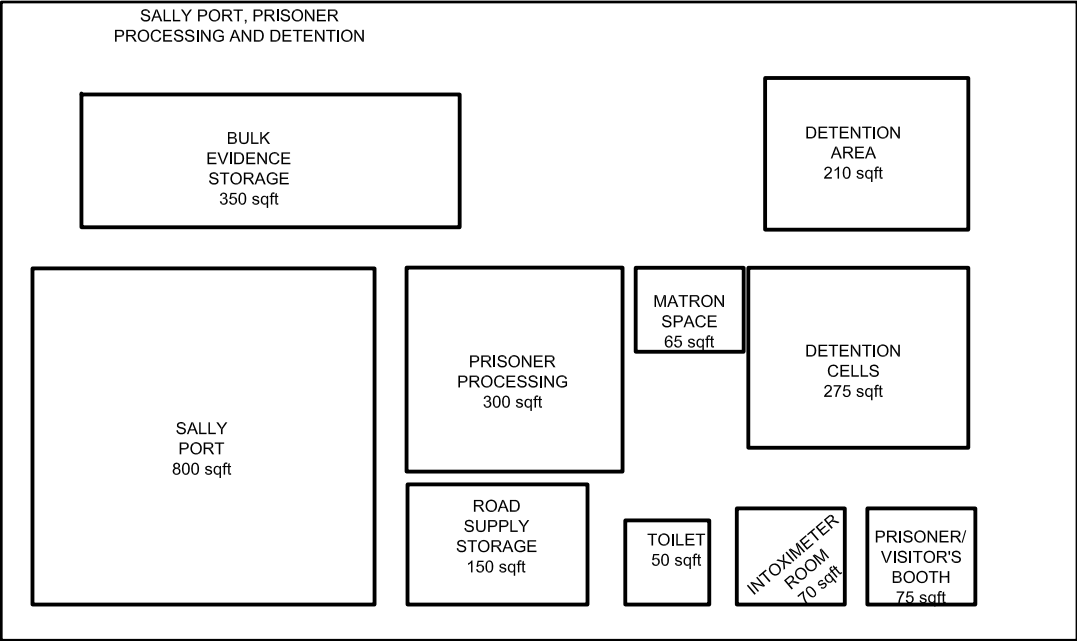 SALLY PORT, PRISONER
PROCESSING AND DETENTION
BULK
EVIDENCE
STORAGE
350 sqft
DETENTION
AREA
210 sqft
SALLY
PORT
800 sqft
PRISONER
PROCESSING
300 sqft
MATRON
SPACE
65 sqft
DETENTION
CELLS
275 sqft
ROAD
SUPPLY
STORAGE
150 sqft
TOILET
50 sqft
INTOXIMETER
ROOM
70 sqft
PRISONER/
VISITOR'S
BOOTH
75 sqft